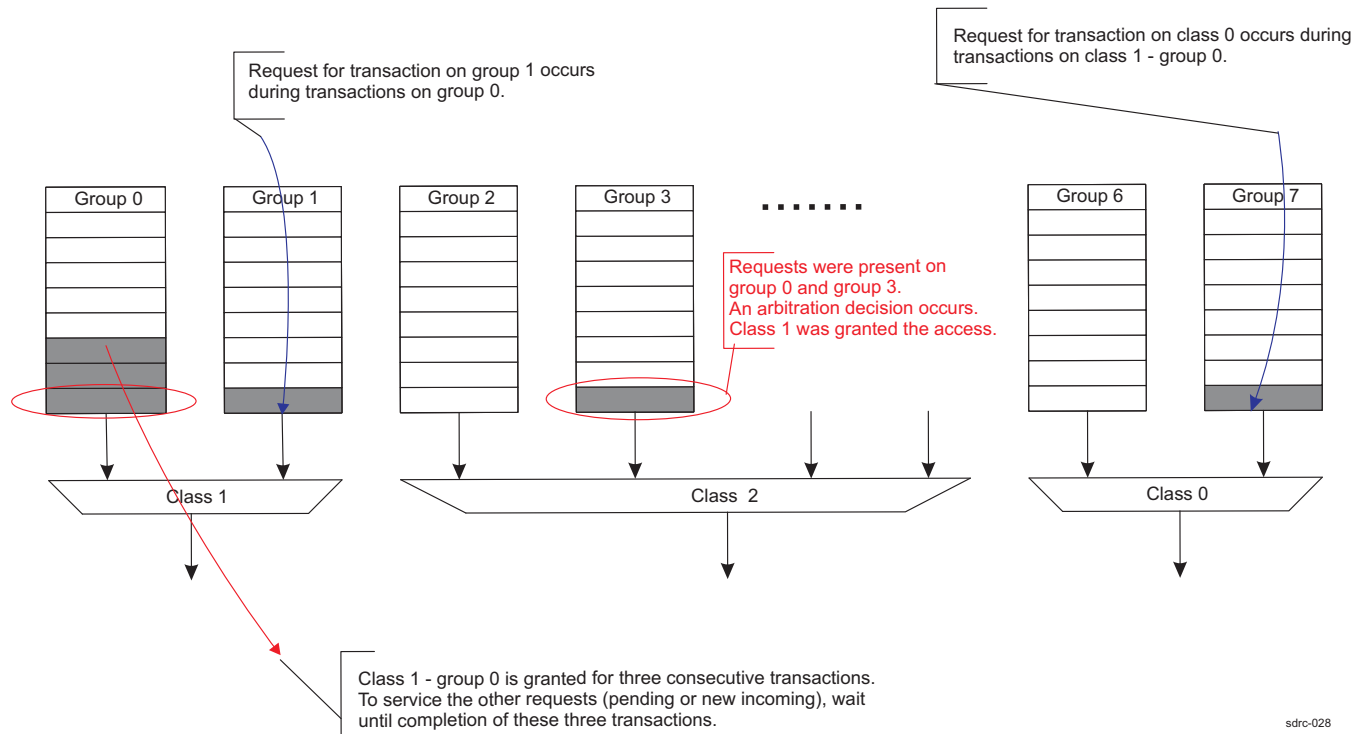 Request for transaction on group 1 occurs
during transactions on group 0.
Request for transaction on class 0 occurs during
transactions on class 1 - group 0.
Group 0
Group 1
Group 2
Group 3
Group 6
Group 7
Requests were present on
group 0 and group 3.
An arbitration decision occurs.
Class 1 was granted the access.
Class 1
Class 2
Class 0
Class 1 - group 0 is granted for three consecutive transactions.
To service the other requests (pending or new incoming), wait
until completion of these three transactions.
sdrc-028